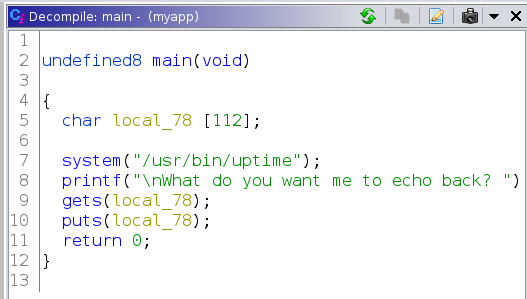 Decompile: main - (myapp)
1
2 undefined8 main(void)
3
4 {
5 char local_78 [112];
6
7 system("/usr/bin/uptime");
8 printf("\nWhat do you want me to echo back? ")
9 gets(local_78);
10 puts(local_78);
11 return 0;
12 }
13